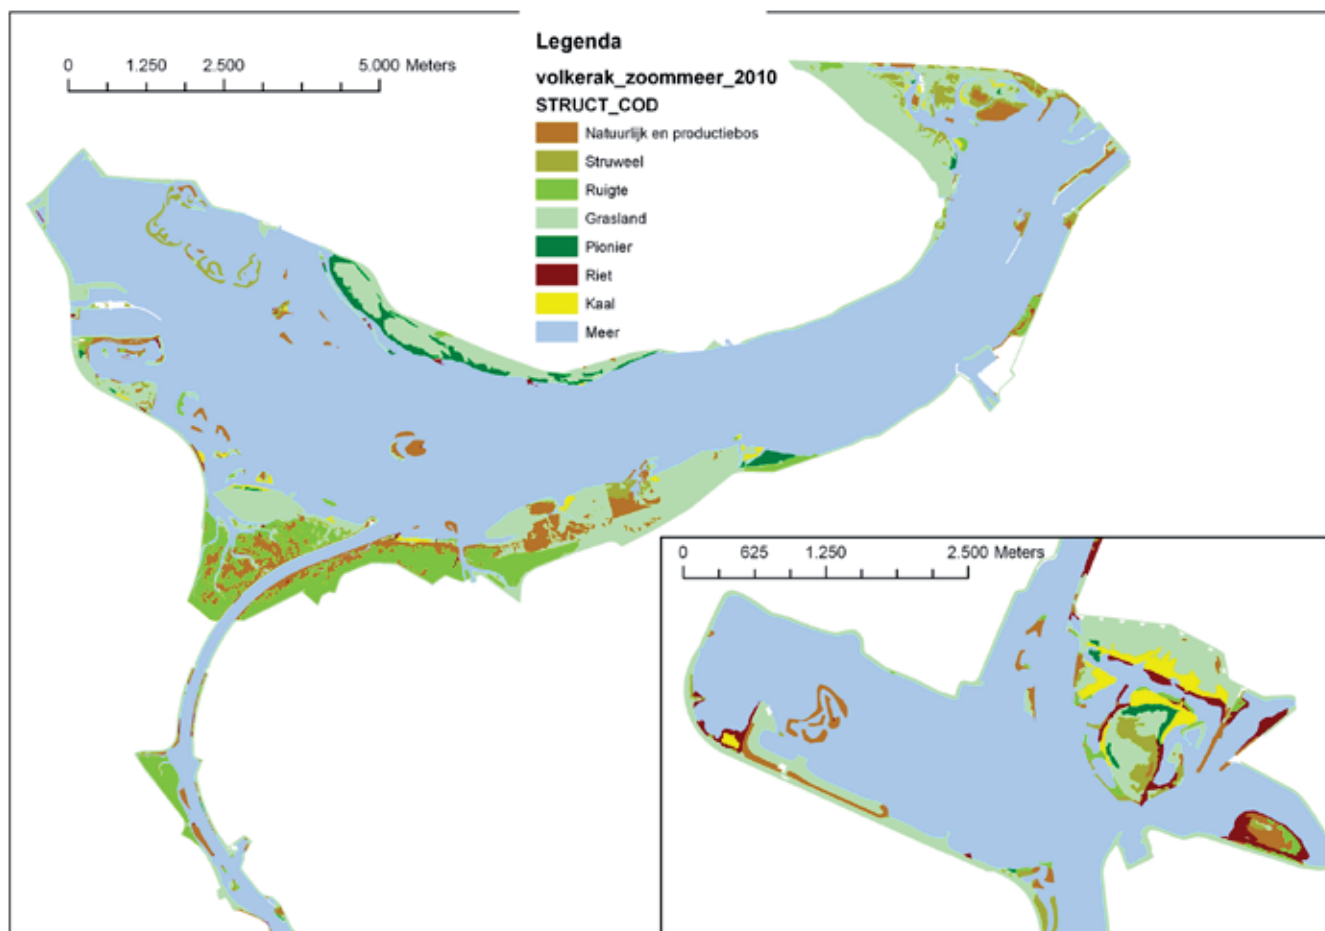 0 1.250 2.500 5.000 Meters
Legenda
volkerak_zoommeer_2010
STRUCT_COD
Natuurlijk en productiebos
Struweel
Ruigte
Grasland
Pionier
Riet
Kaal
Meer
0 625 1.250 2.500 Meters